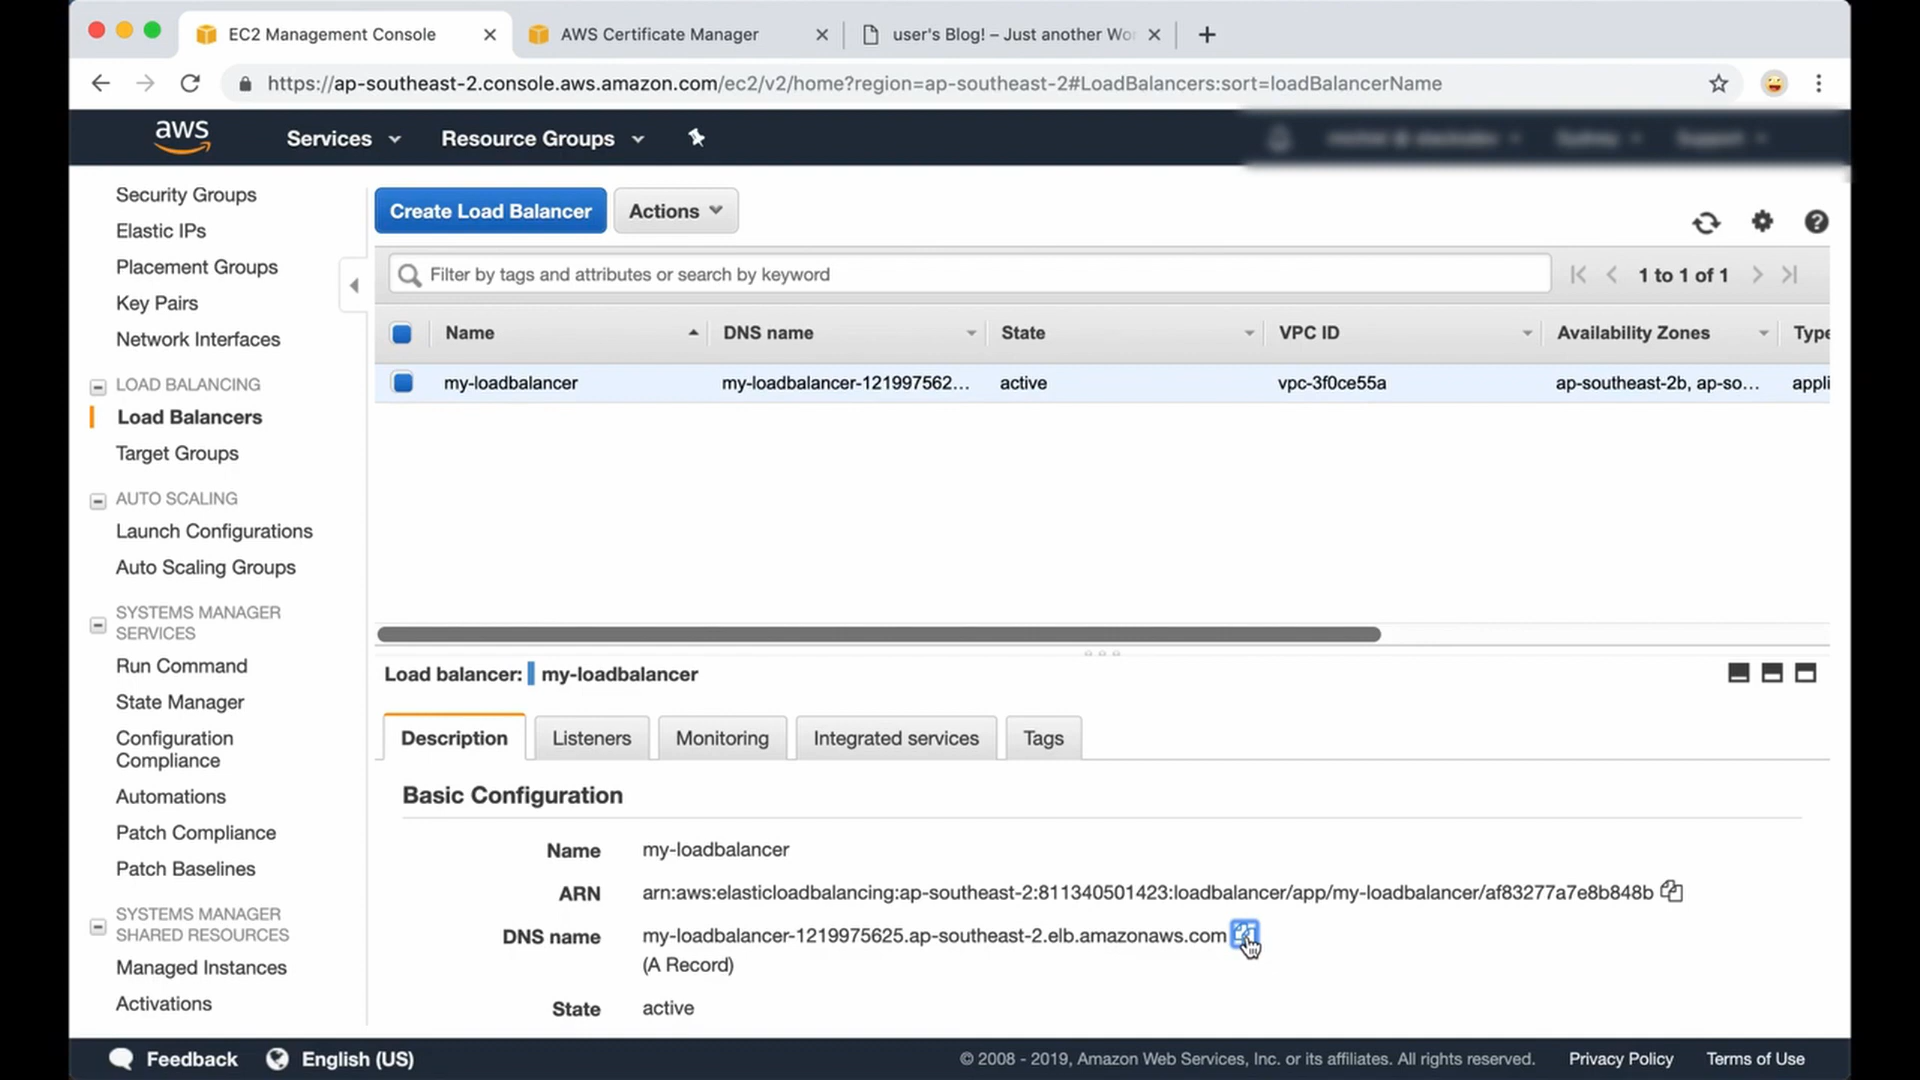 EC2 Management Console
AWS Certificate Manager
user's Blog! – Just another Wo
https://ap-southeast-2.console.aws.amazon.com/ec2/v2/home?region=ap-southeast-2#LoadBalancers:sort=loadBalancerName
aws
Services
Resource Groups
Sydney
Support
Security Groups
Elastic IPs
Placement Groups
Key Pairs
Network Interfaces
LOAD BALANCING
Load Balancers
Target Groups
AUTO SCALING
Launch Configurations
Auto Scaling Groups
SYSTEMS MANAGER
SERVICES
Run Command
State Manager
Configuration
Compliance
Automations
Patch Compliance
Patch Baselines
SYSTEMS MANAGER
SHARED RESOURCES
Managed Instances
Activations
Create Load Balancer
Actions
Filter by tags and attributes or search by keyword
1 to 1 of 1
Name DNS name State VPC ID Availability Zones Type
my-loadbalancer my-loadbalancer-121997562... active vpc-3f0ce55a ap-southeast-2b, ap-so... appli
Load balancer: my-loadbalancer
Description
Listeners
Monitoring
Integrated services
Tags
Basic Configuration
Name my-loadbalancer
ARN arn:aws:elasticloadbalancing:ap-southeast-2:811340501423:loadbalancer/app/my-loadbalancer/af83277a7e8b848b
DNS name my-loadbalancer-1219975625.ap-southeast-2.elb.amazonaws.com
(A Record)
State active
Feedback
English (US)
© 2008 - 2019, Amazon Web Services, Inc. or its affiliates. All rights reserved.
Privacy Policy
Terms of Use